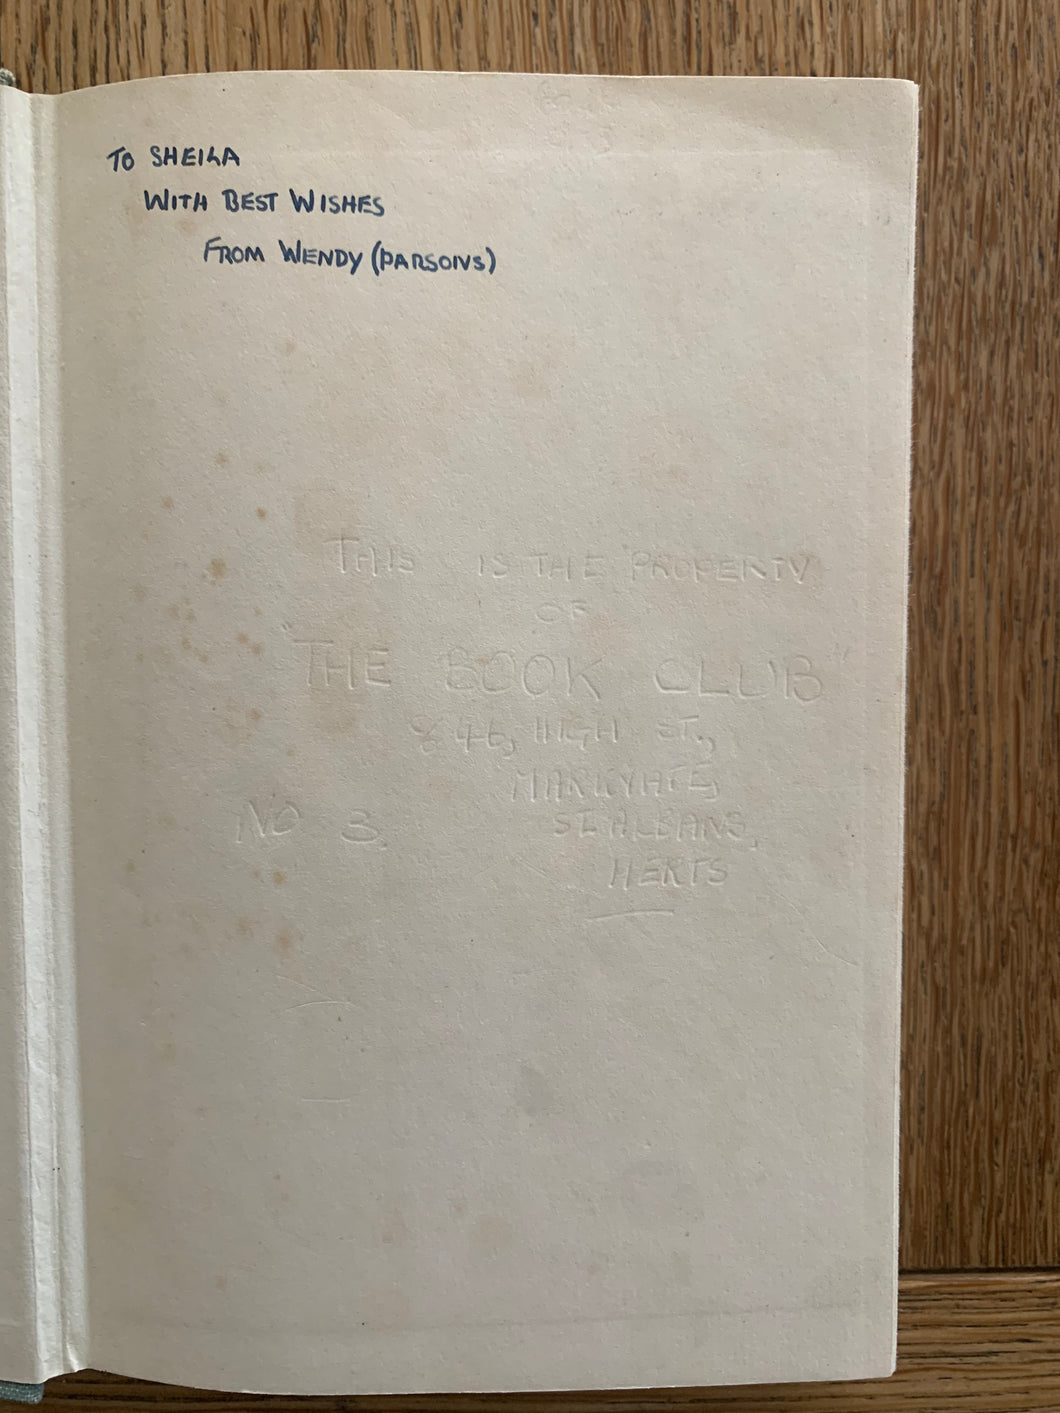 TO SHEILA
WITH BEST WISHES
FROM WENDY (PARSONS)
THIS IS THE PROPERTY
OF
"THE BOOK CLUB"
846, HIGH ST.,
MARKYATE,
NO 3. ST ALBANS,
HERTS